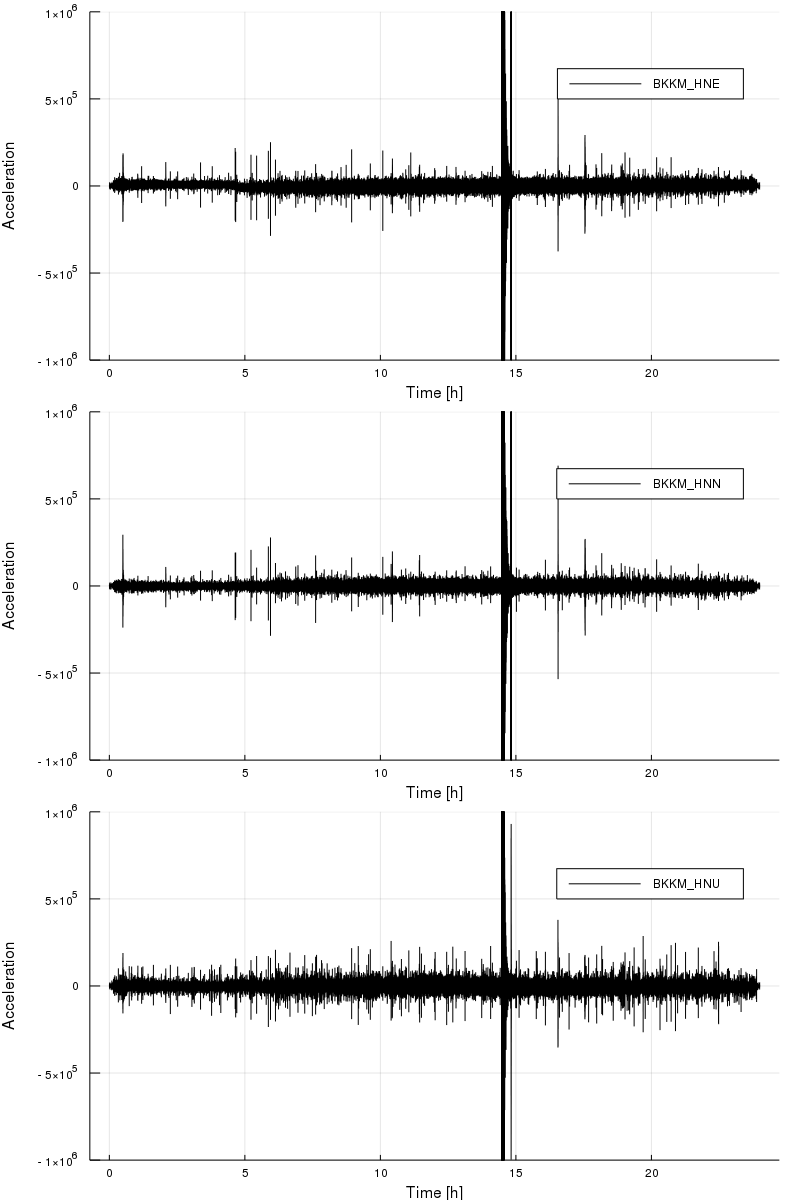 1×10⁶
5×10⁵
0
- 5×10⁵
- 1×10⁶
Acceleration
BKKM_HNE
0 5 10 15 20
Time [h]
1×10⁶
5×10⁵
0
- 5×10⁵
- 1×10⁶
Acceleration
BKKM_HNN
0 5 10 15 20
Time [h]
1×10⁶
5×10⁵
0
- 5×10⁵
- 1×10⁶
Acceleration
BKKM_HNU
0 5 10 15 20
Time [h]